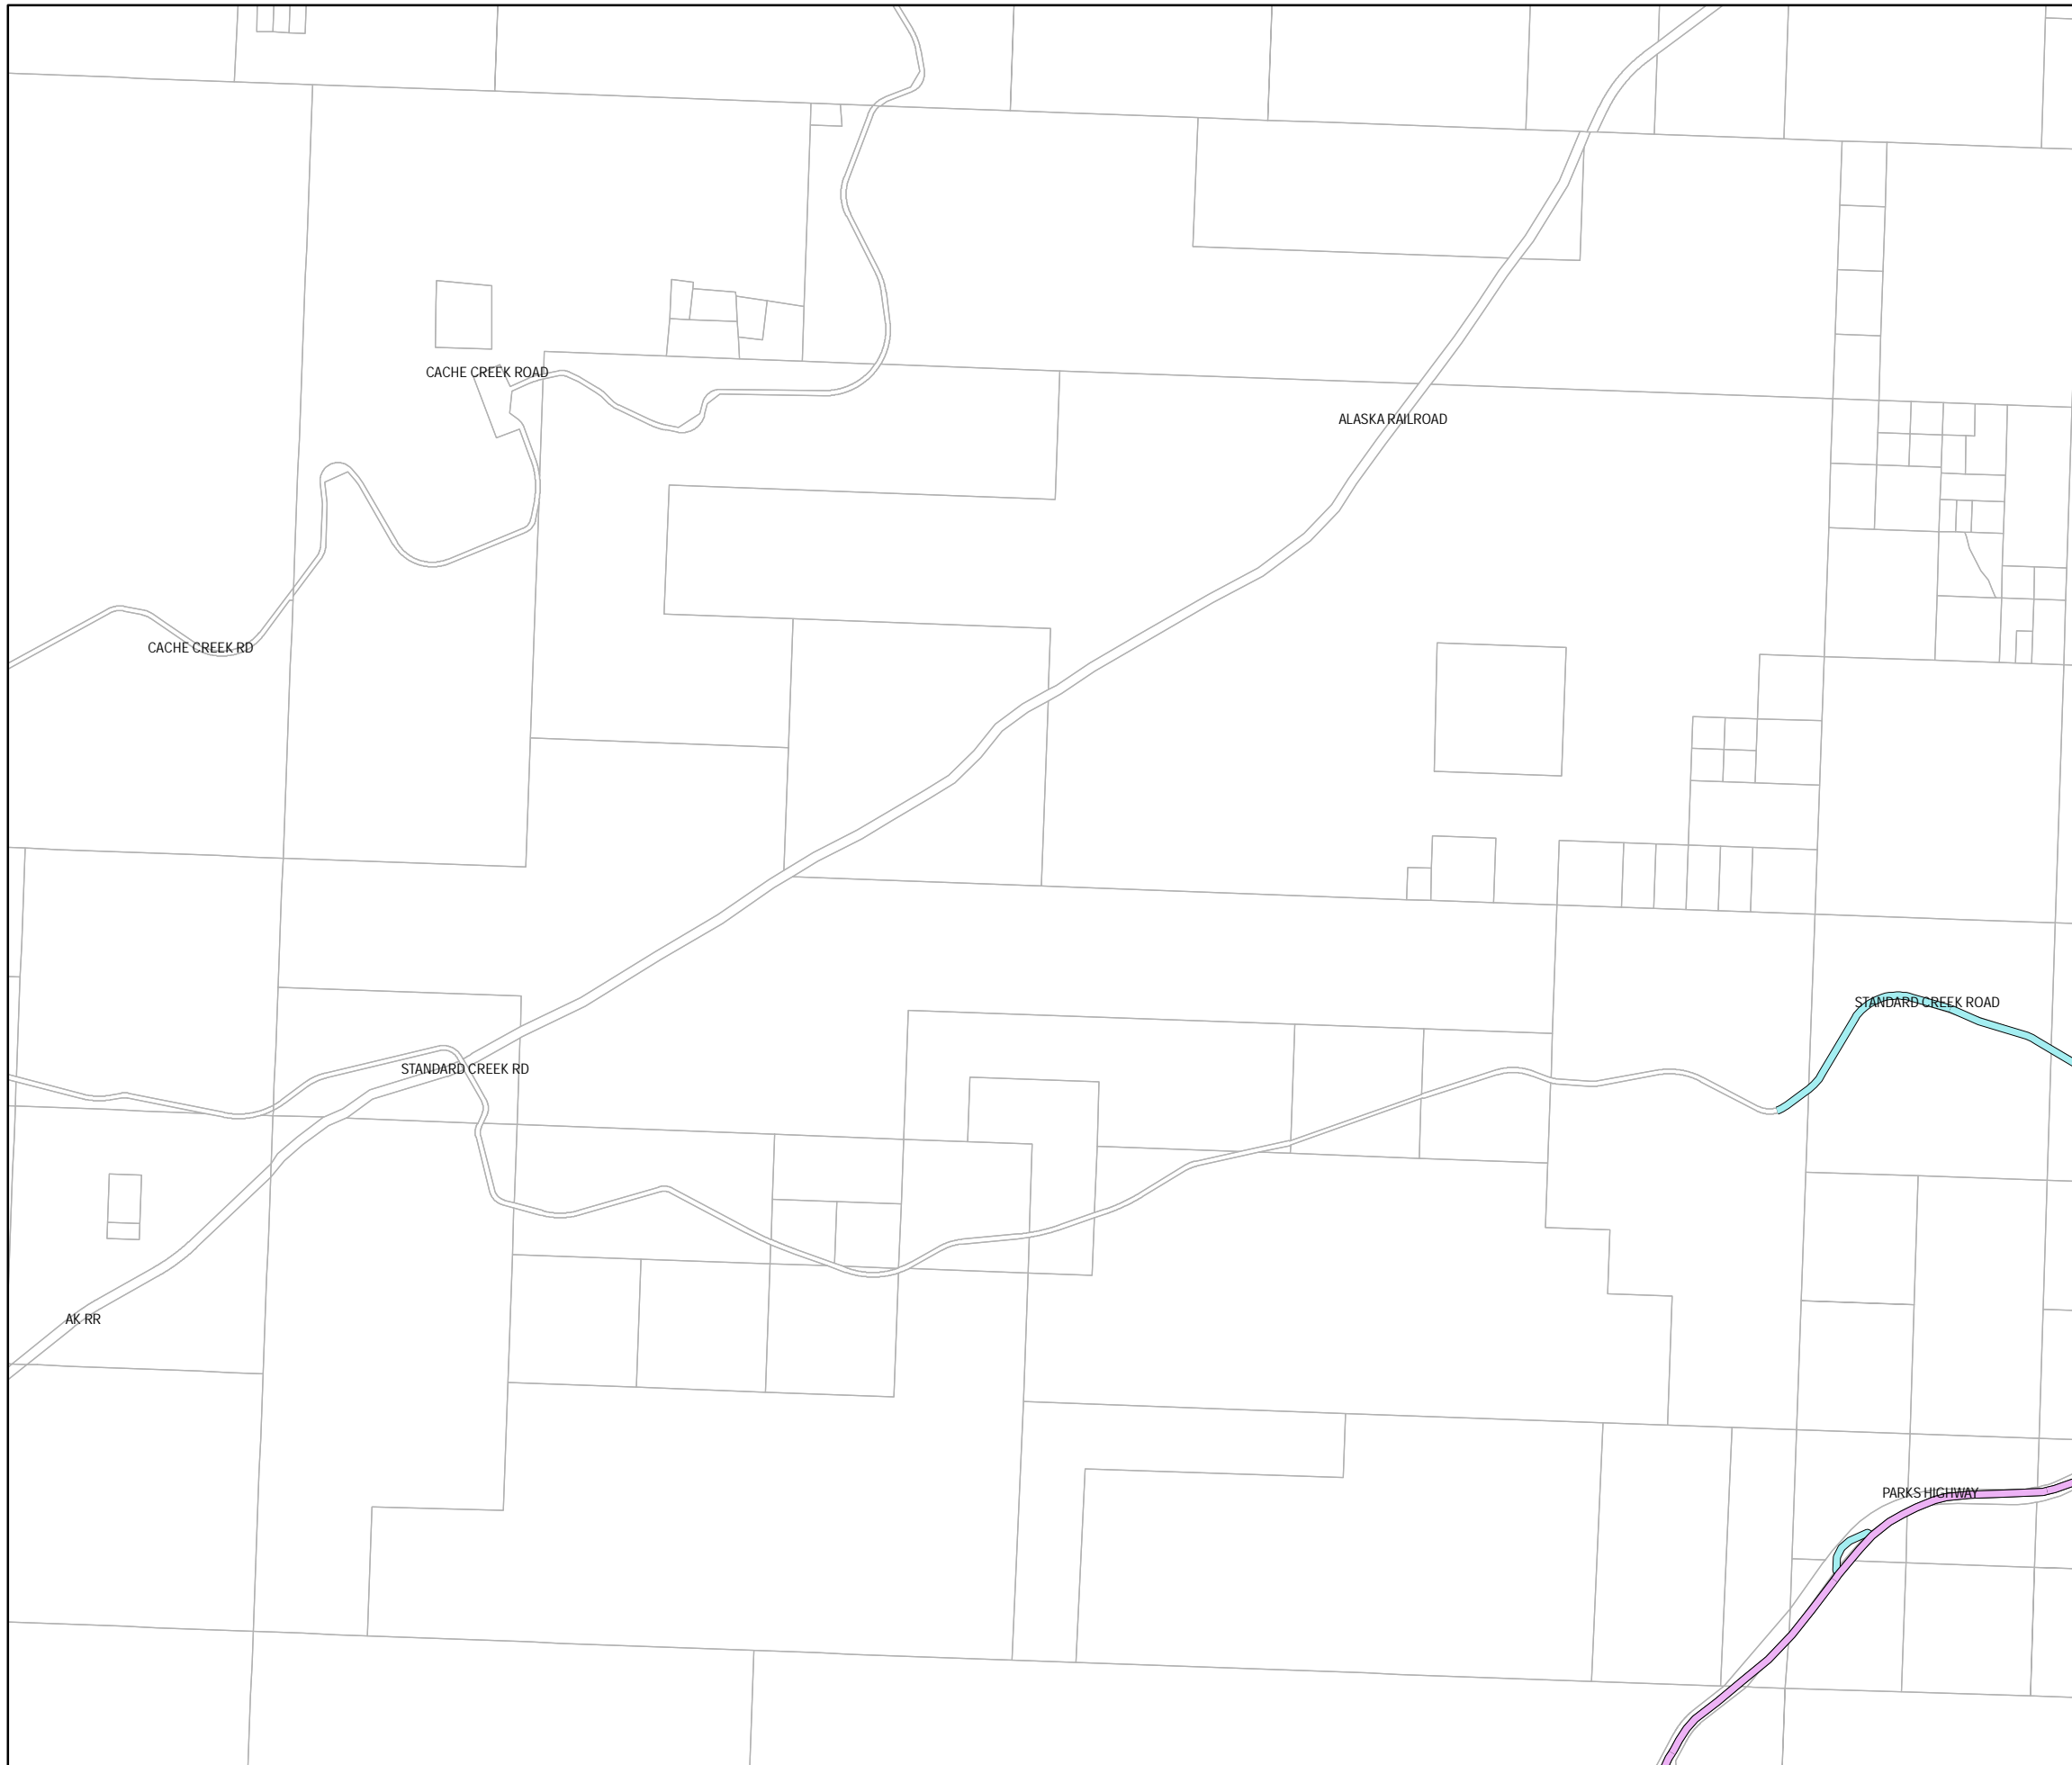 CACHE CREEK ROAD
ALASKA RAILROAD
CACHE CREEK RD
STANDARD CREEK ROAD
STANDARD CREEK RD
AK RR
PARKS HIGHWAY